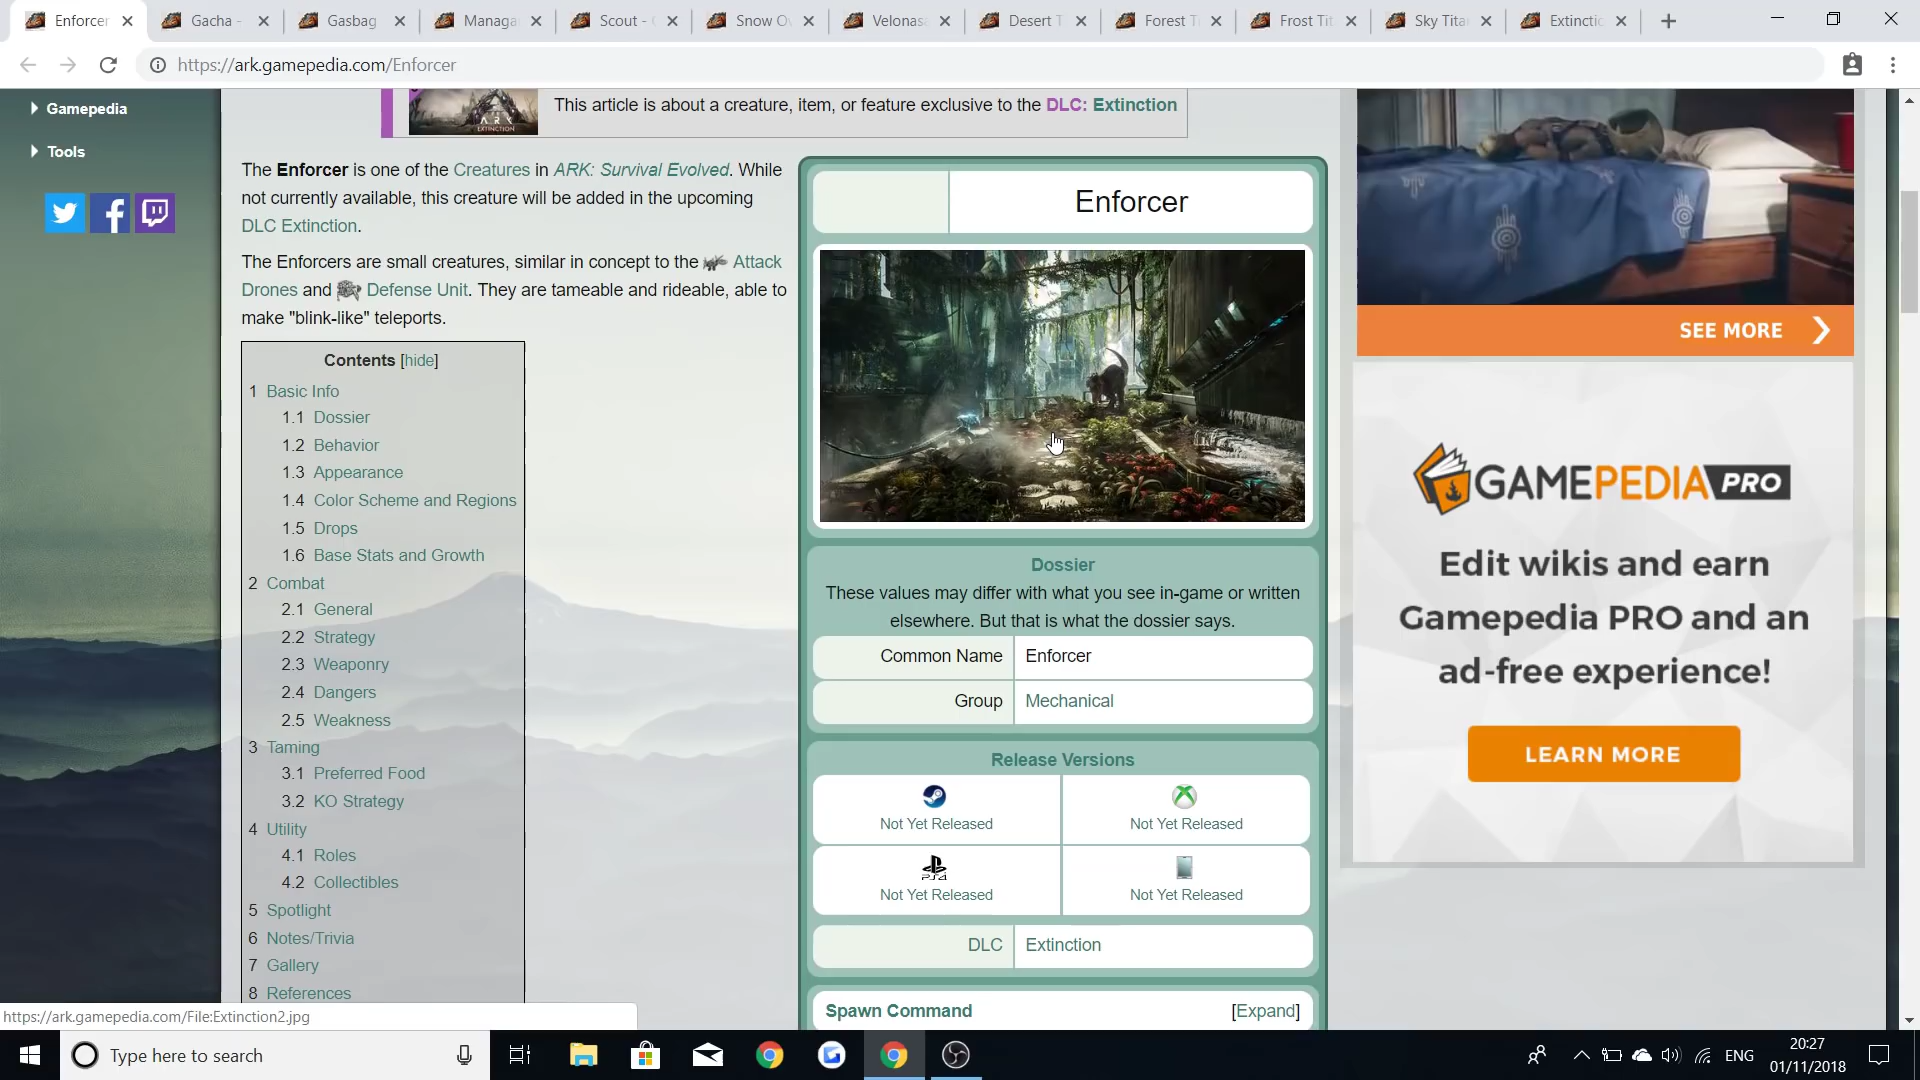 Enforcer
Gacha -
Gasbag
Managa
Scout -
Snow O
Velonasa
Desert T
Forest Ti
Frost Tit
Sky Tita
Extinctio
https://ark.gamepedia.com/Enforcer
Gamepedia
Tools
ARK
EXTINCTION
This article is about a creature, item, or feature exclusive to the DLC: Extinction
The Enforcer is one of the Creatures in ARK: Survival Evolved. While
not currently available, this creature will be added in the upcoming
DLC Extinction.
The Enforcers are small creatures, similar in concept to the Attack
Drones and Defense Unit. They are tameable and rideable, able to
make "blink-like" teleports.
Contents [hide]
1 Basic Info
1.1 Dossier
1.2 Behavior
1.3 Appearance
1.4 Color Scheme and Regions
1.5 Drops
1.6 Base Stats and Growth
2 Combat
2.1 General
2.2 Strategy
2.3 Weaponry
2.4 Dangers
2.5 Weakness
3 Taming
3.1 Preferred Food
3.2 KO Strategy
4 Utility
4.1 Roles
4.2 Collectibles
5 Spotlight
6 Notes/Trivia
7 Gallery
8 References
Enforcer
Dossier
These values may differ with what you see in-game or written
elsewhere. But that is what the dossier says.
Common Name Enforcer
Group Mechanical
Release Versions
Not Yet Released
Not Yet Released
PS4
Not Yet Released
Not Yet Released
DLC Extinction
Spawn Command [Expand]
SEE MORE
GAMEPEDIA PRO
Edit wikis and earn
Gamepedia PRO and an
ad-free experience!
LEARN MORE
https://ark.gamepedia.com/File:Extinction2.jpg
Type here to search
ENG
20:27
01/11/2018